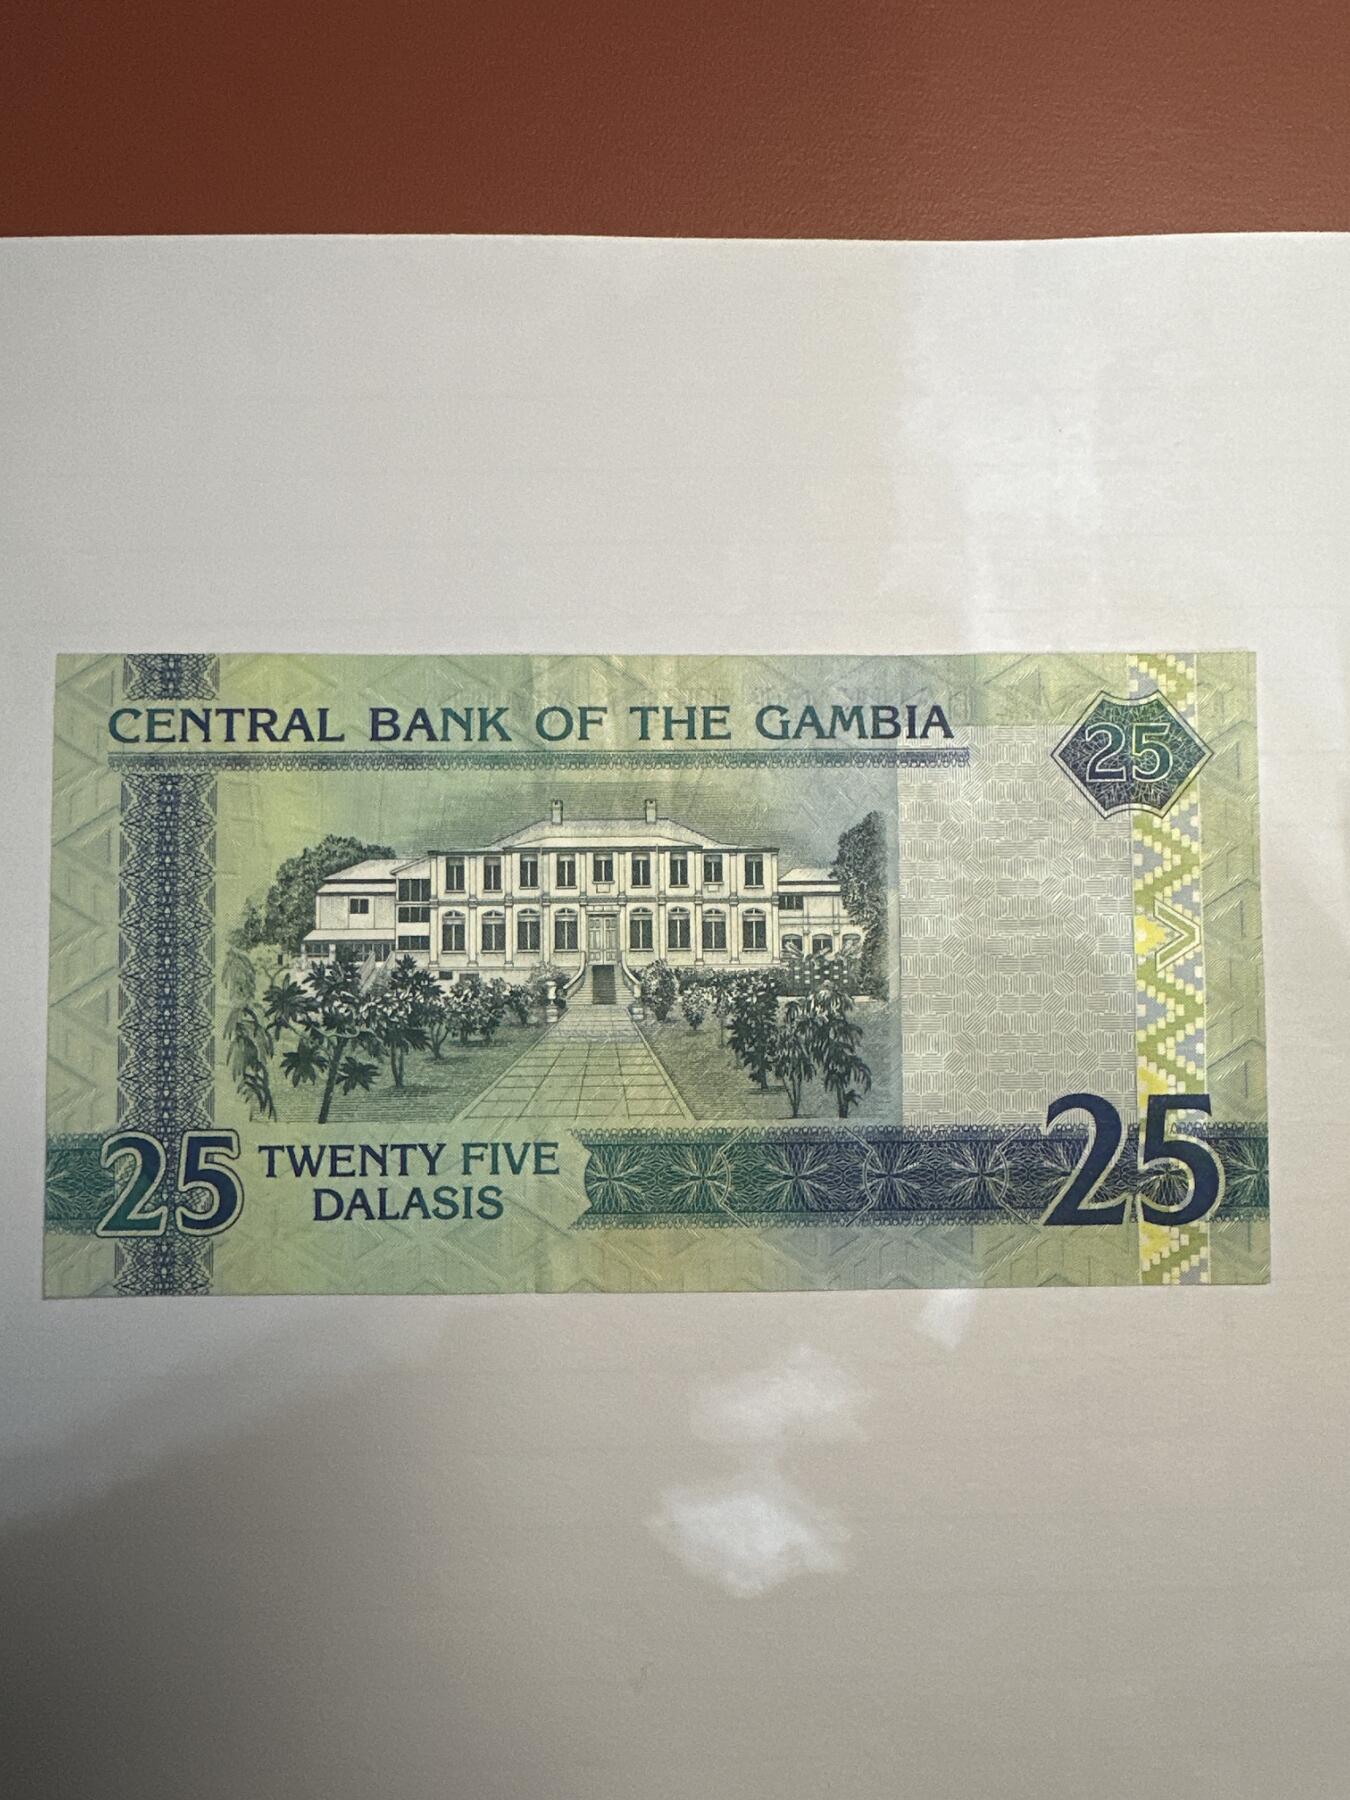 CENTRAL BANK OF THE GAMBIA
25
25 TWENTY FIVE
DALASIS
25